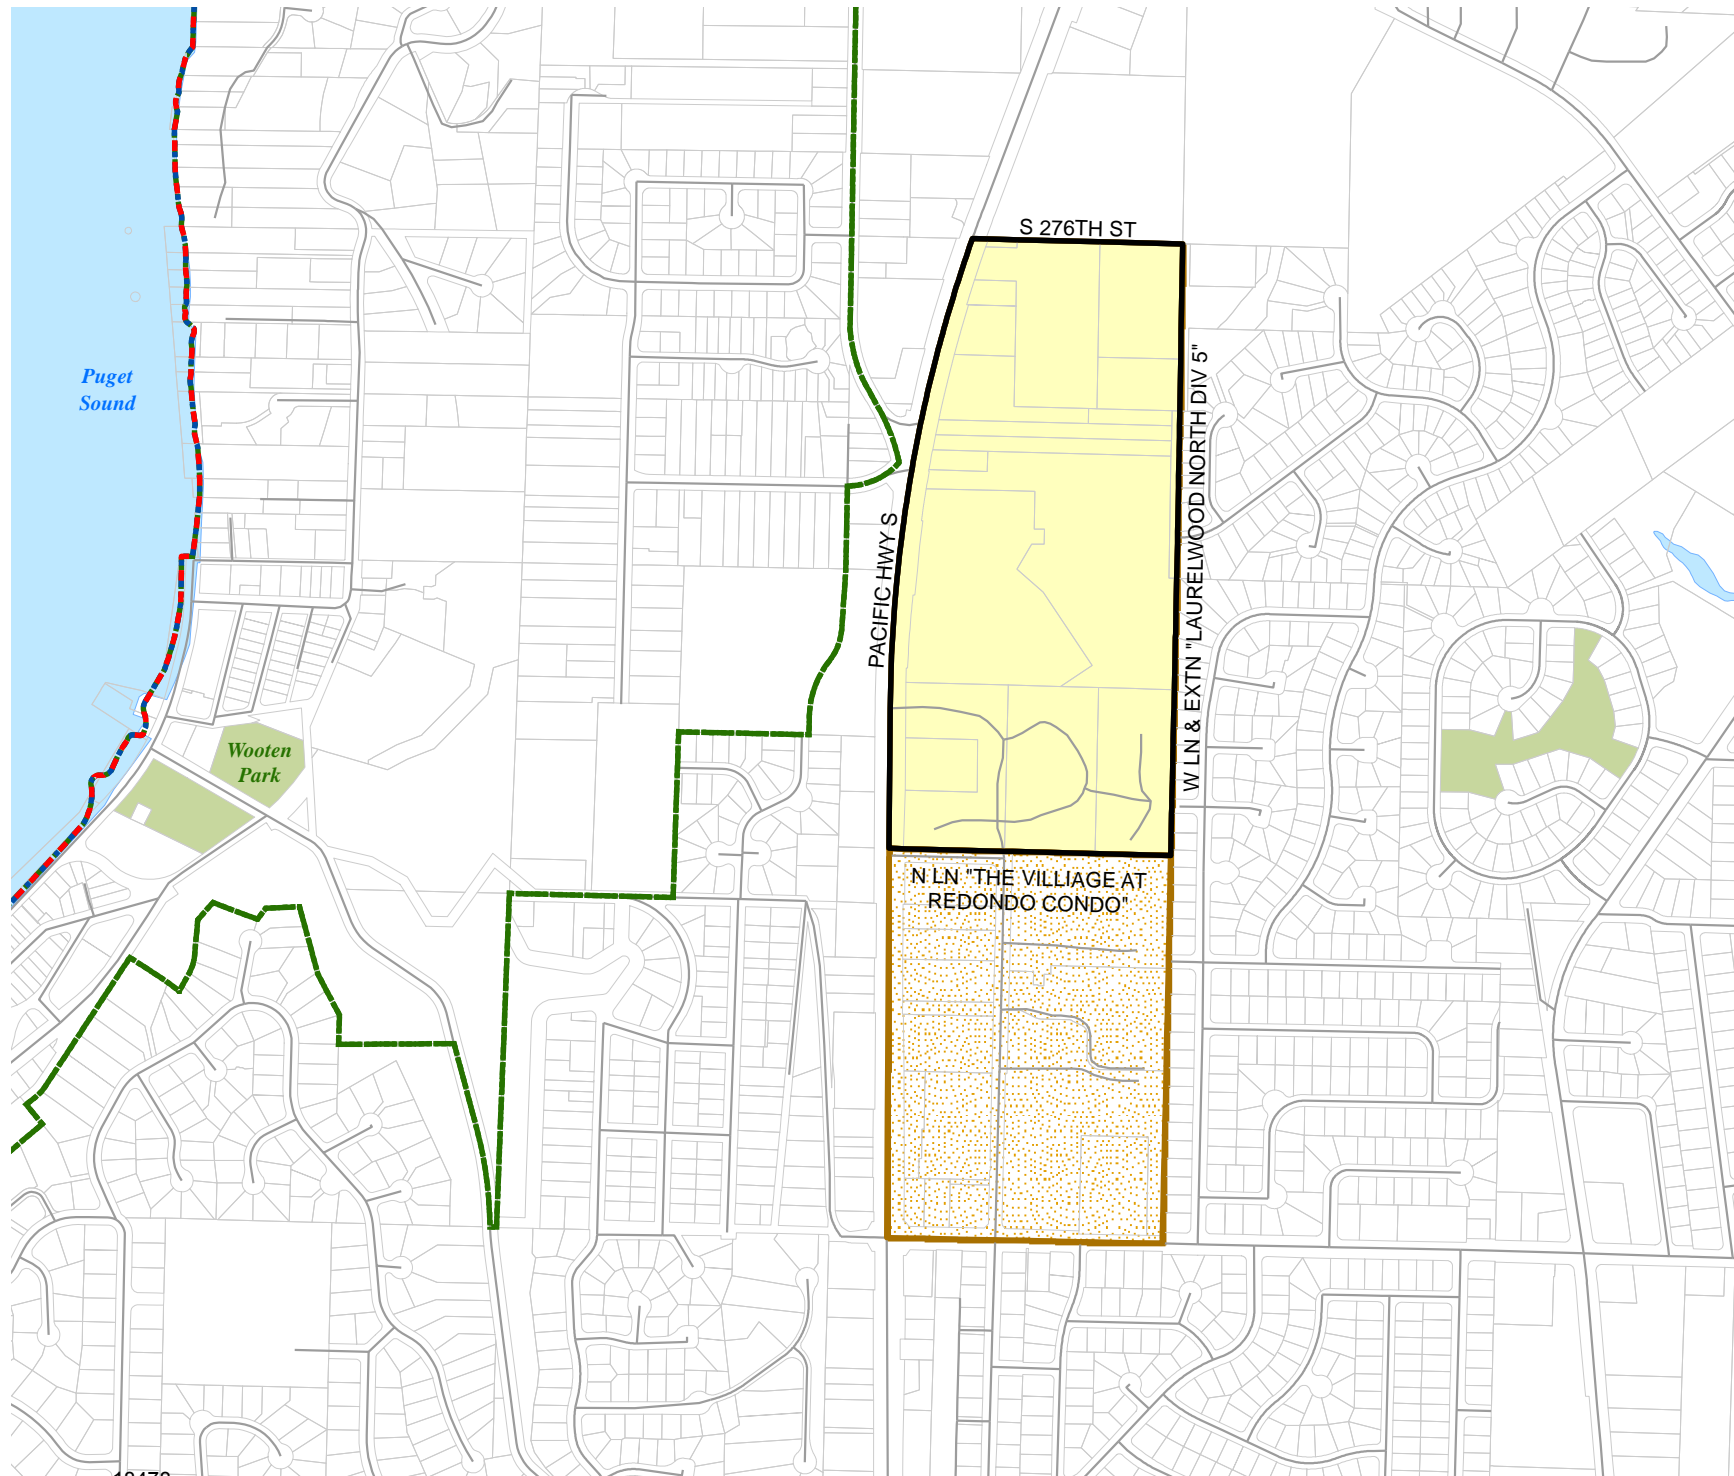 S 276TH ST
W LN & EXTN "LAURELWOOD NORTH DIV 5"
Puget
Sound
PACIFIC HWY S
Wooten
Park
N LN "THE VILLIAGE AT
REDONDO CONDO"